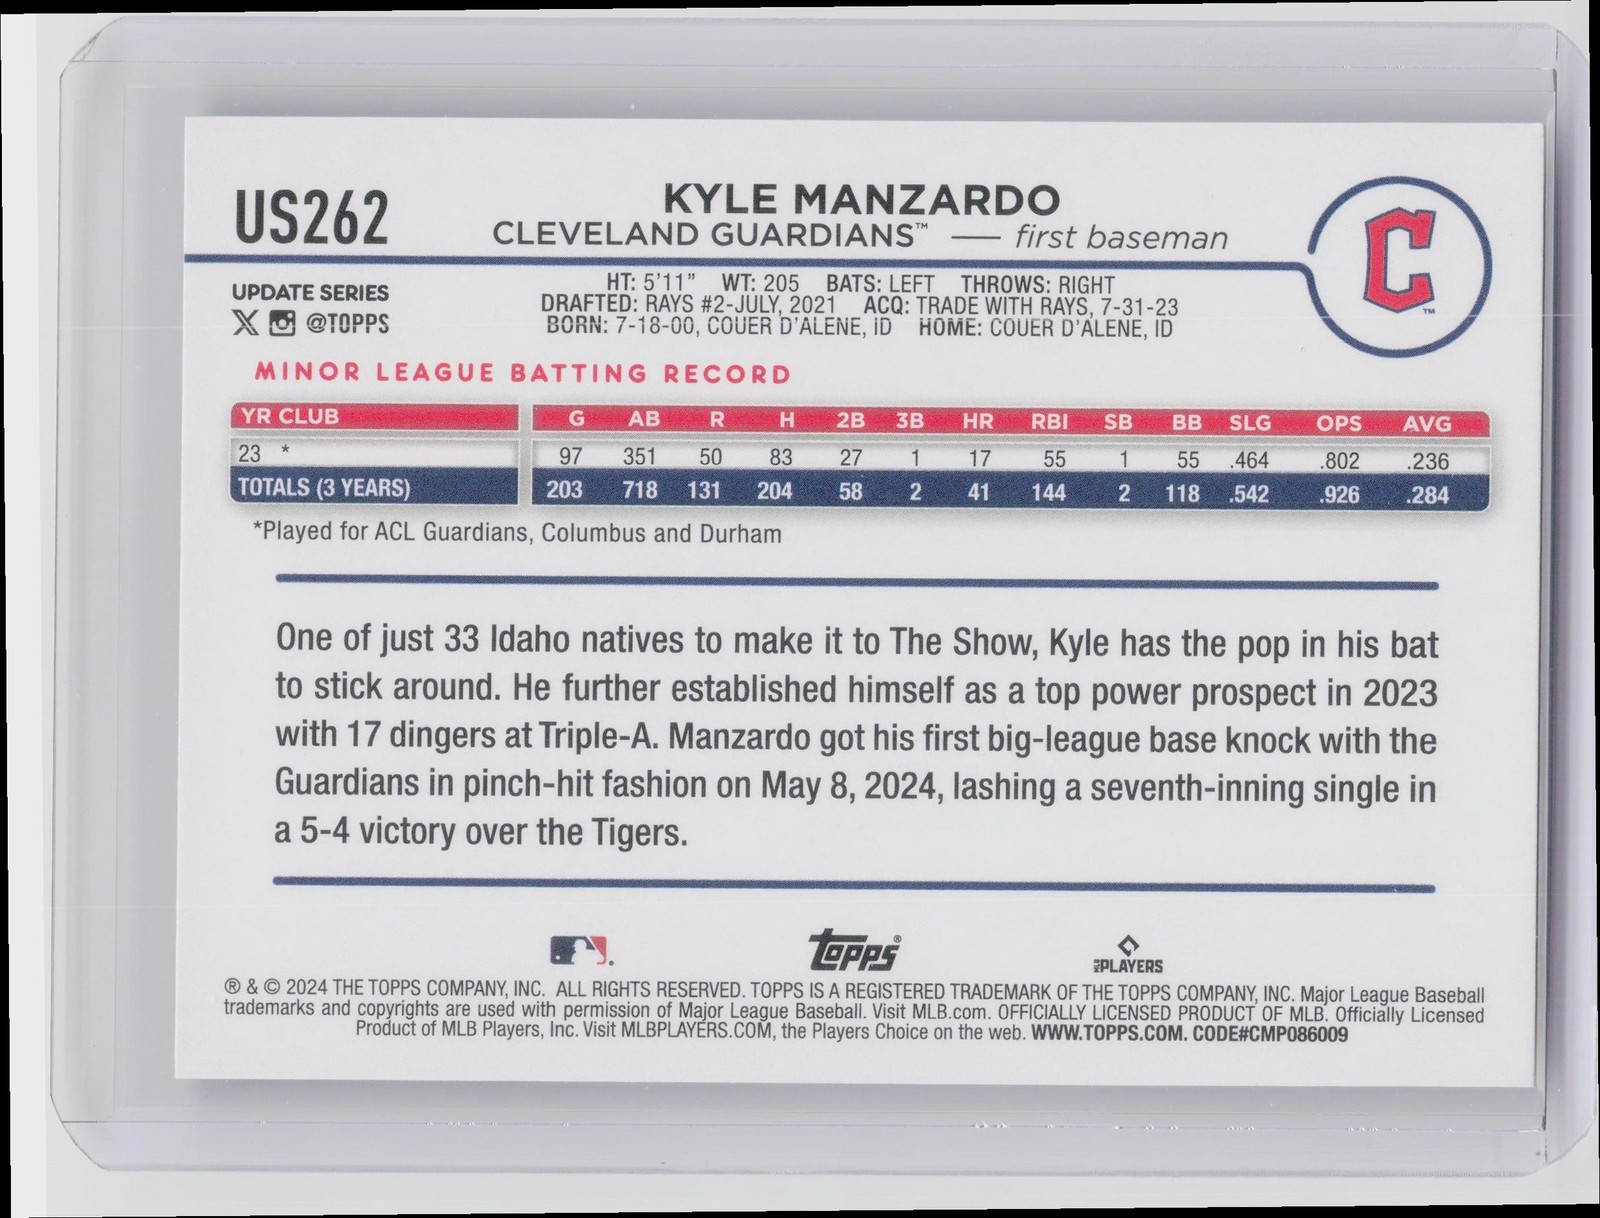 US262
KYLE MANZARDO
CLEVELAND GUARDIANS™ — first baseman
C
™
UPDATE SERIES
@TOPPS
HT: 5'11" WT: 205 BATS: LEFT THROWS: RIGHT
DRAFTED: RAYS #2-JULY, 2021 ACQ: TRADE WITH RAYS, 7-31-23
BORN: 7-18-00, COUER D'ALENE, ID HOME: COUER D'ALENE, ID
MINOR LEAGUE BATTING RECORD
YR CLUB G AB R H 2B 3B HR RBI SB BB SLG OPS AVG
23 * 97 351 50 83 27 1 17 55 1 55 .464 .802 .236
TOTALS (3 YEARS) 203 718 131 204 58 2 41 144 2 118 .542 .926 .284
*Played for ACL Guardians, Columbus and Durham
One of just 33 Idaho natives to make it to The Show, Kyle has the pop in his bat
to stick around. He further established himself as a top power prospect in 2023
with 17 dingers at Triple-A. Manzardo got his first big-league base knock with the
Guardians in pinch-hit fashion on May 8, 2024, lashing a seventh-inning single in
a 5-4 victory over the Tigers.
Topps®
MLB PLAYERS
® & © 2024 THE TOPPS COMPANY, INC. ALL RIGHTS RESERVED. TOPPS IS A REGISTERED TRADEMARK OF THE TOPPS COMPANY, INC. Major League Baseball
trademarks and copyrights are used with permission of Major League Baseball. Visit MLB.com. OFFICIALLY LICENSED PRODUCT OF MLB. Officially Licensed
Product of MLB Players, Inc. Visit MLBPLAYERS.COM, the Players Choice on the web. WWW.TOPPS.COM. CODE#CMP086009